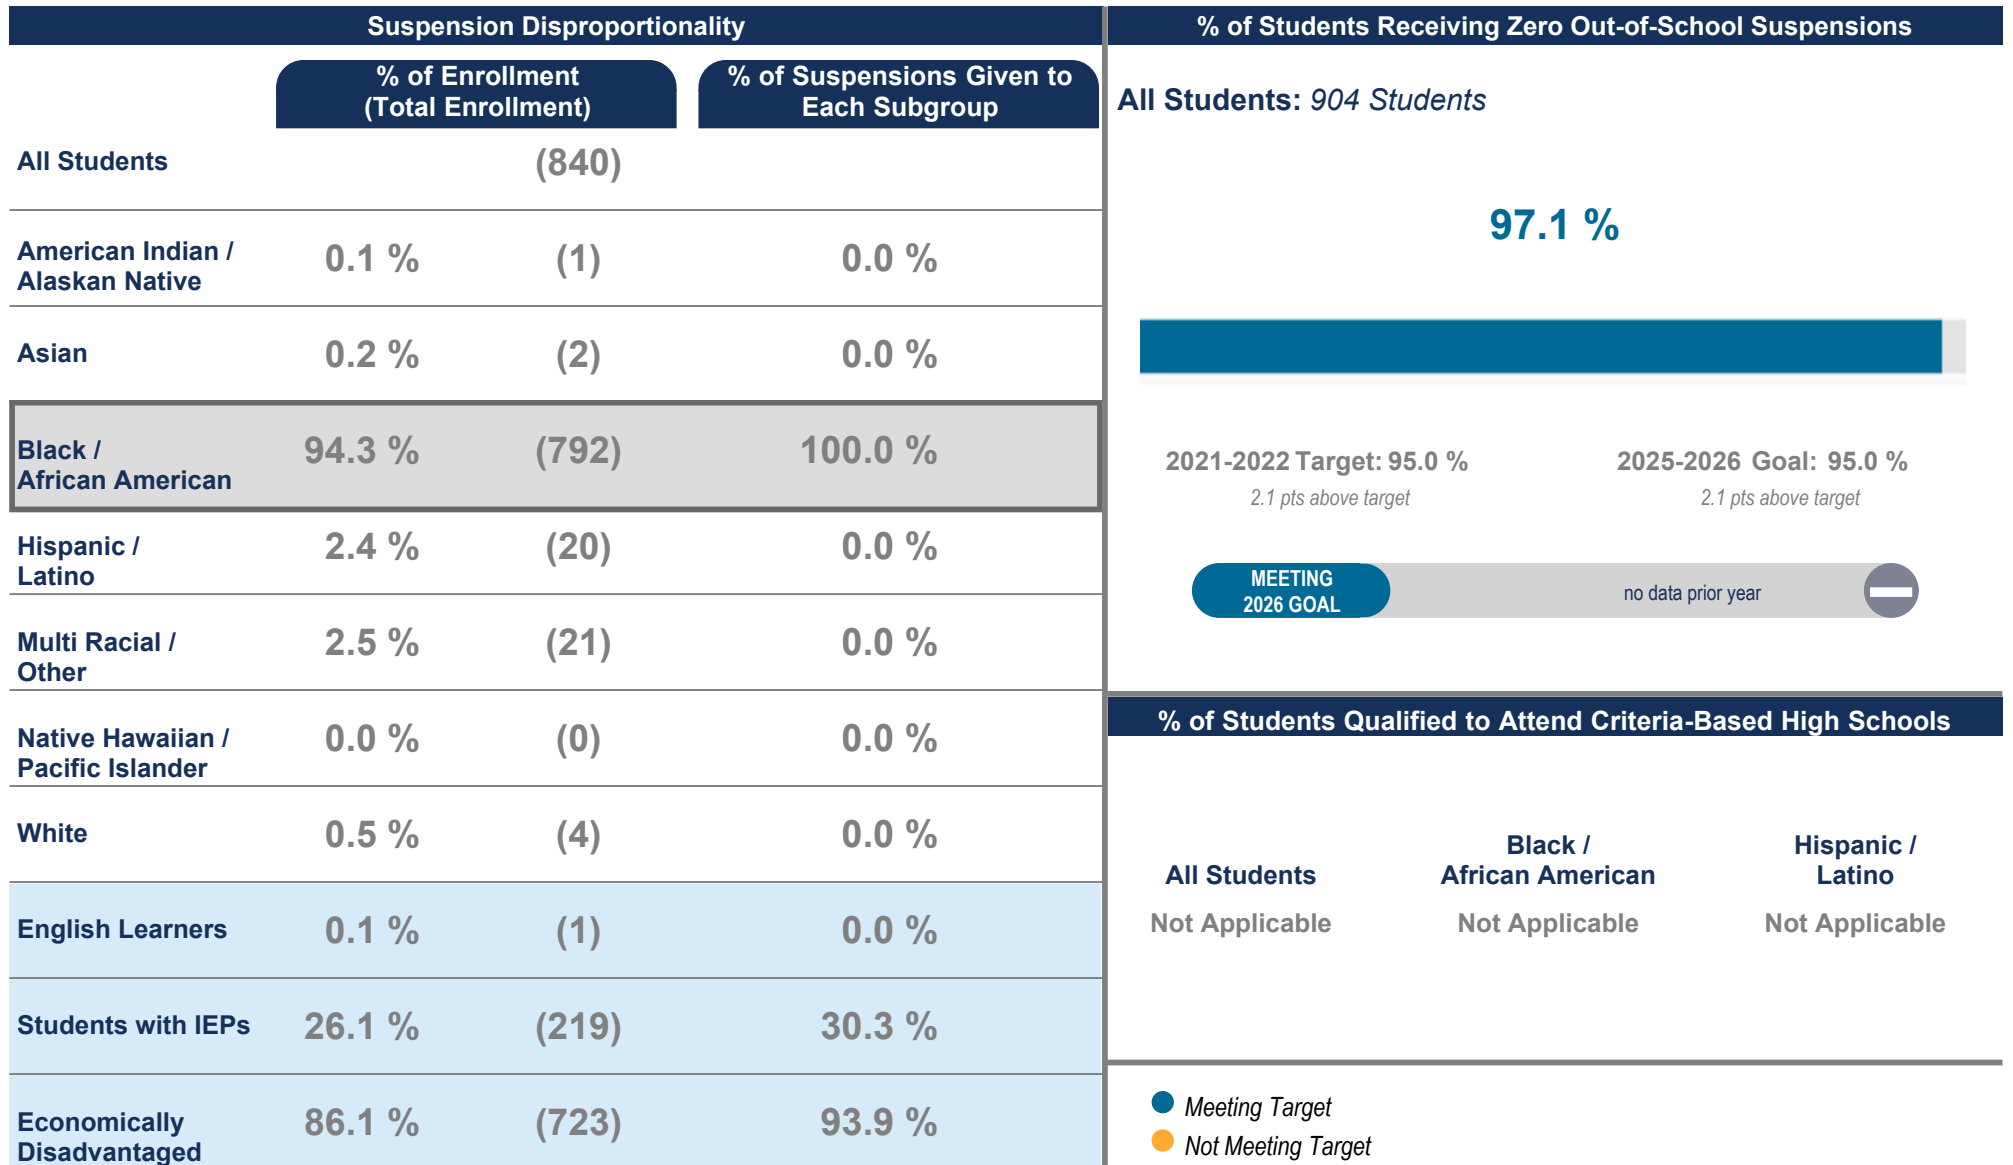 Suspension Disproportionality
% of Enrollment
(Total Enrollment)
% of Suspensions Given to
Each Subgroup
All Students (840)
American Indian /
Alaskan Native
0.1 % (1) 0.0 %
Asian 0.2 % (2) 0.0 %
Black /
African American
94.3 % (792) 100.0 %
Hispanic /
Latino
2.4 % (20) 0.0 %
Multi Racial /
Other
2.5 % (21) 0.0 %
Native Hawaiian /
Pacific Islander
0.0 % (0) 0.0 %
White 0.5 % (4) 0.0 %
English Learners 0.1 % (1) 0.0 %
Students with IEPs 26.1 % (219) 30.3 %
Economically
Disadvantaged
86.1 % (723) 93.9 %
% of Students Receiving Zero Out-of-School Suspensions
All Students: 904 Students
97.1 %
2021-2022 Target: 95.0 %
2.1 pts above target
2025-2026 Goal: 95.0 %
2.1 pts above target
MEETING
2026 GOAL
no data prior year
% of Students Qualified to Attend Criteria-Based High Schools
All Students
Not Applicable
Black /
African American
Not Applicable
Hispanic /
Latino
Not Applicable
Meeting Target
Not Meeting Target